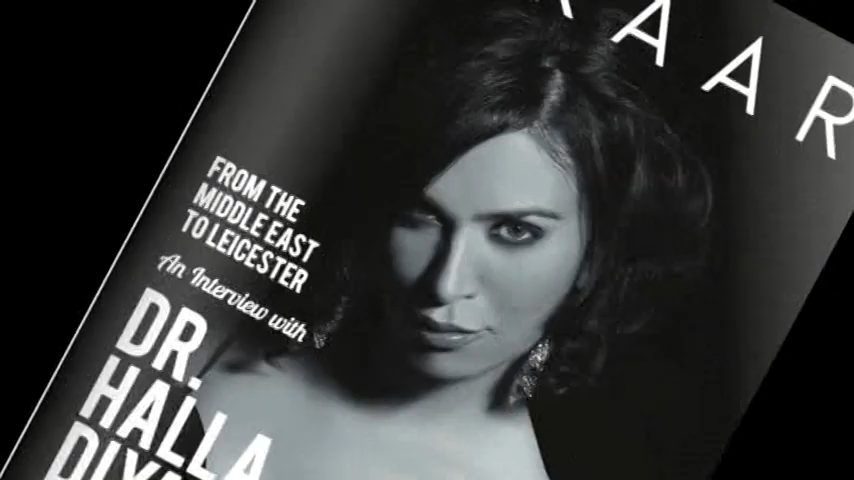 AAR
FROM THE
MIDDLE EAST
TO LEICESTER
An Interview with
DR.
HALLA